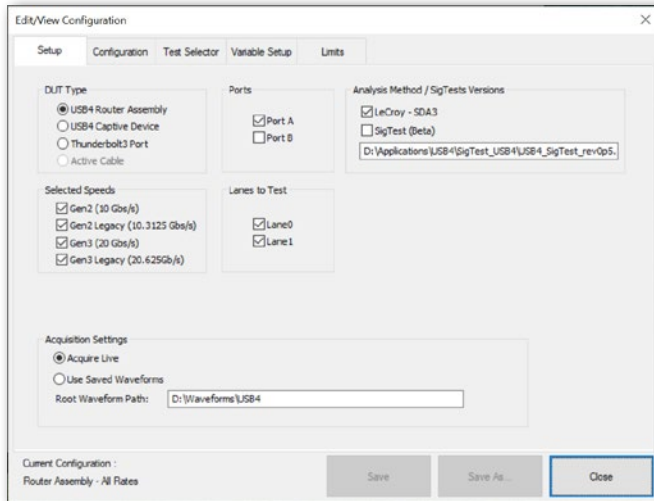 Edit/View Configuration
Setup
Configuration
Test Selector
Variable Setup
Limits
DUT Type
USB4 Router Assembly
USB4 Captive Device
Thunderbolt3 Port
Active Cable
Ports
Port A
Port B
Analysis Method / SigTests Versions
LeCroy - SDA3
SigTest (Beta)
D:\Applications\USB4\SigTest_USB4\USB4_SigTest_rev0p5.
Selected Speeds
Gen2 (10 Gbs/s)
Gen2 Legacy (10.3125 Gbs/s)
Gen3 (20 Gbs/s)
Gen3 Legacy (20.625Gb/s)
Lanes to Test
Lane0
Lane1
Acquisition Settings
Acquire Live
Use Saved Waveforms
Root Waveform Path: D:\Waveforms\USB4
Current Configuration :
Router Assembly - All Rates
Save
Save As...
Close